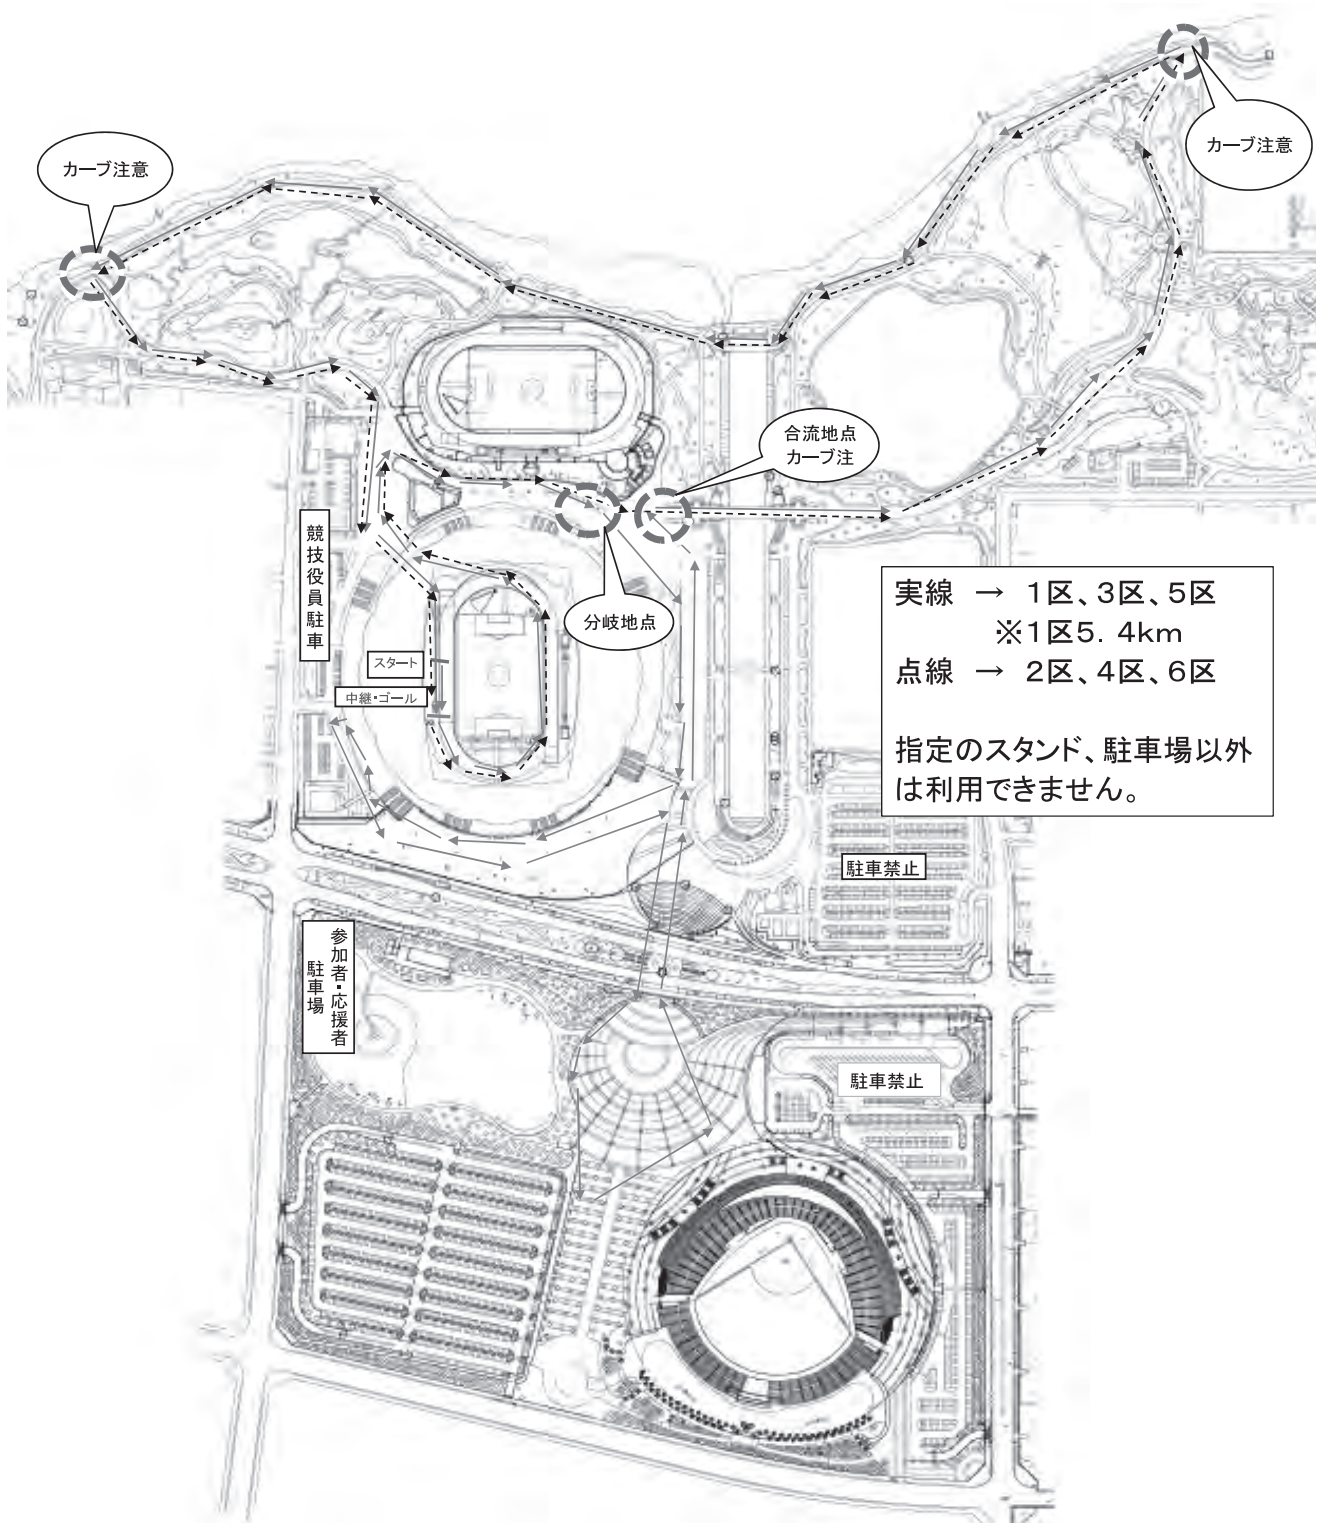 カーブ注意
カーブ注意
合流地点
カーブ注
競技役員駐車
分岐地点
スタート
中継・ゴール
実線 → 1区、3区、5区
※1区5.4km
点線 → 2区、4区、6区
指定のスタンド、駐車場以外
は利用できません。
駐車禁止
参加者・応援者
駐車場
駐車禁止